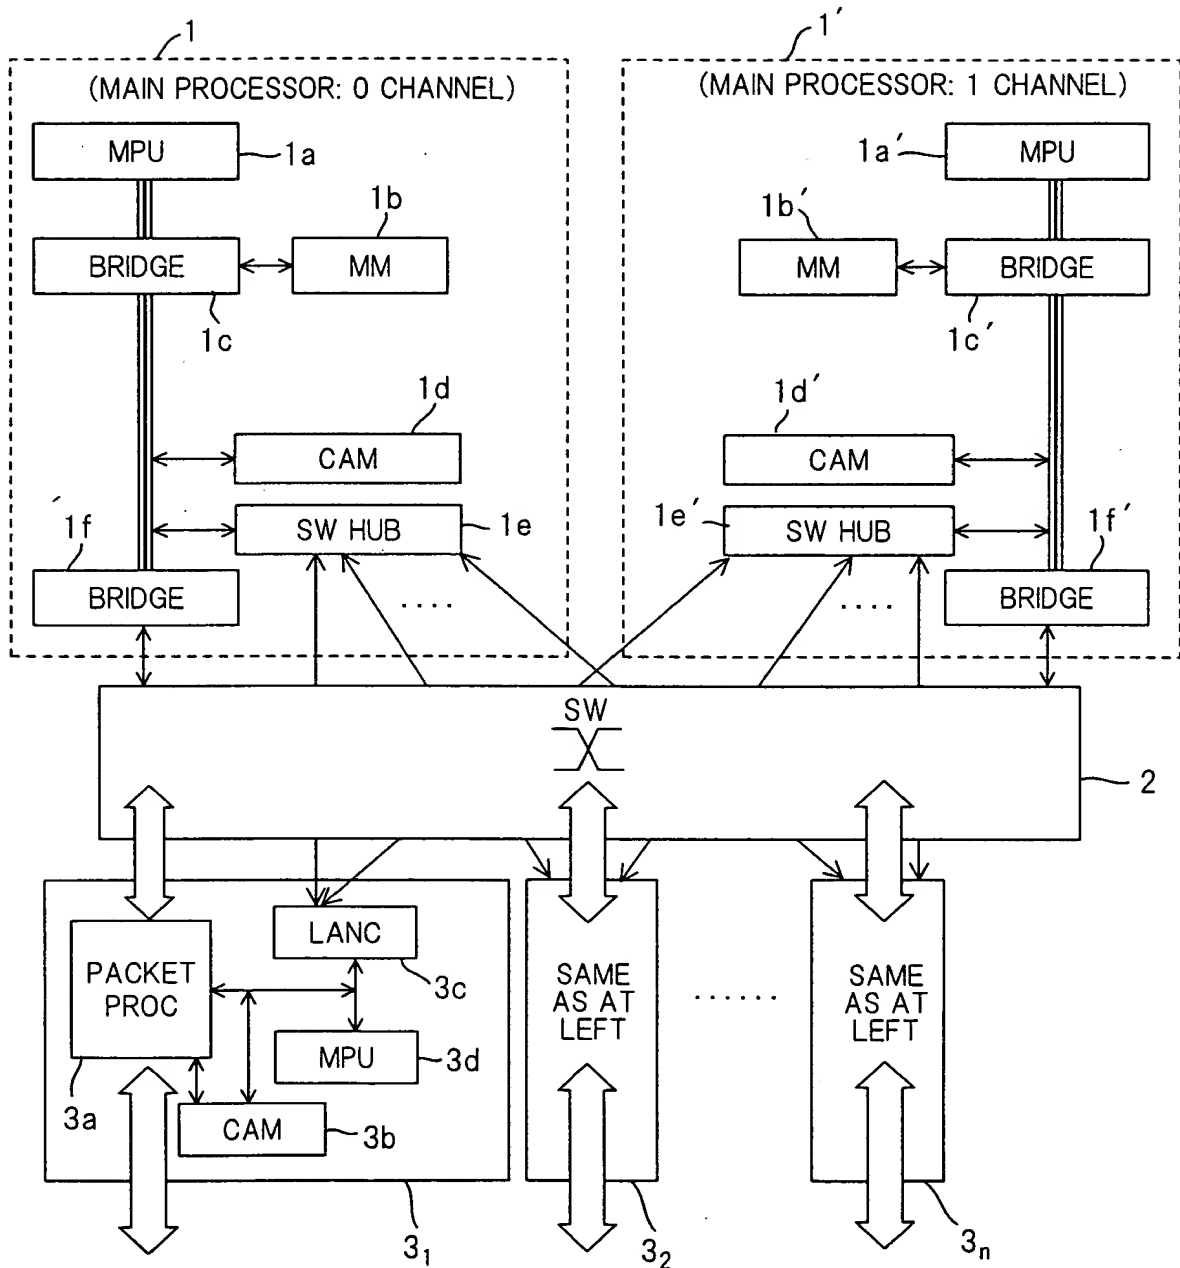 1
1′
(MAIN PROCESSOR: 0 CHANNEL)
(MAIN PROCESSOR: 1 CHANNEL)
MPU
1a
1a′
MPU
1b
1b′
BRIDGE
MM
MM
BRIDGE
1c
1c′
1d
1d′
CAM
CAM
1f
SW HUB
1e
1e′
SW HUB
1f′
BRIDGE
....
....
BRIDGE
SW
2
PACKET
PROC
LANC
3c
MPU
3d
3a
CAM
3b
SAME
AS AT
LEFT
......
SAME
AS AT
LEFT
3₁
3₂
3ₙ